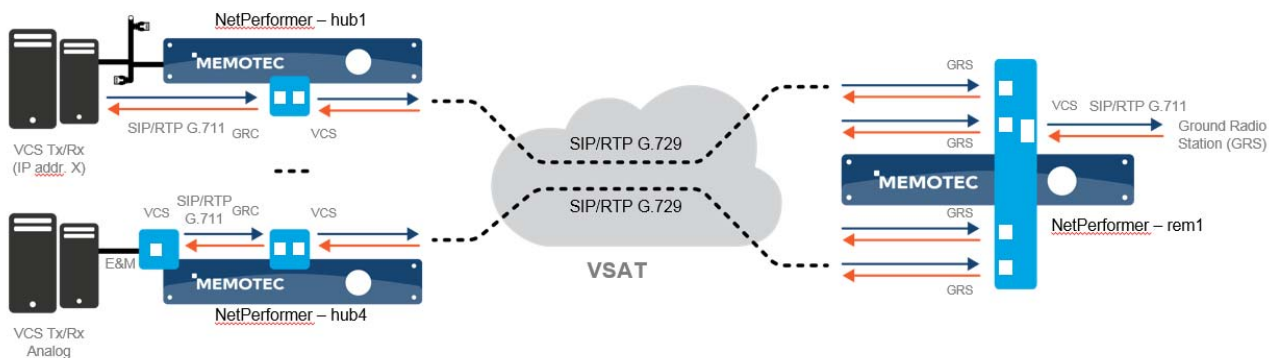 NetPerformer – hub1
MEMOTEC
SIP/RTP G.711
GRC
VCS
VCS Tx/Rx
(IP addr. X)
VCS
SIP/RTP
G.711
GRC
VCS
E&M
MEMOTEC
NetPerformer – hub4
VCS Tx/Rx
Analog
SIP/RTP G.729
SIP/RTP G.729
VSAT
GRS
GRS
GRS
GRS
VCS
SIP/RTP G.711
Ground Radio
Station (GRS)
MEMOTEC
NetPerformer – rem1